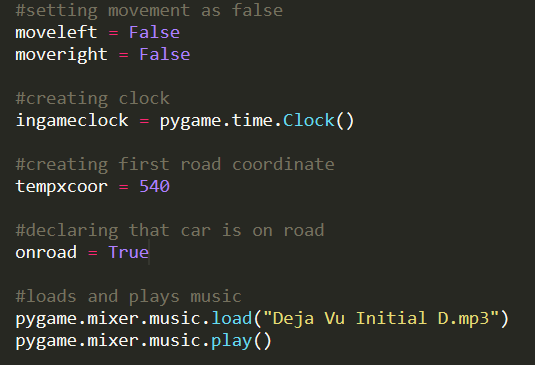 #setting movement as false
moveleft = False
moveright = False
#creating clock
ingameclock = pygame.time.Clock()
#creating first road coordinate
tempxcoor = 540
#declaring that car is on road
onroad = True
#loads and plays music
pygame.mixer.music.load("Deja Vu Initial D.mp3")
pygame.mixer.music.play()